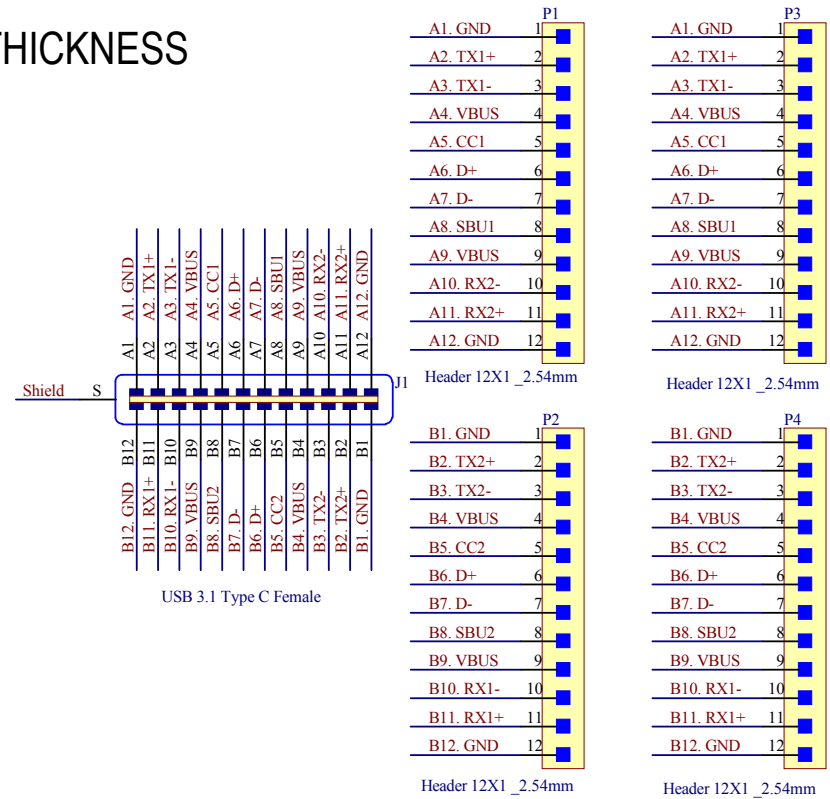 THICKNESS
P1
A1. GND 1
A2. TX1+ 2
A3. TX1- 3
A4. VBUS 4
A5. CC1 5
A6. D+ 6
A7. D- 7
A8. SBU1 8
A9. VBUS 9
A10. RX2- 10
A11. RX2+ 11
A12. GND 12
Header 12X1 _2.54mm
P3
A1. GND 1
A2. TX1+ 2
A3. TX1- 3
A4. VBUS 4
A5. CC1 5
A6. D+ 6
A7. D- 7
A8. SBU1 8
A9. VBUS 9
A10. RX2- 10
A11. RX2+ 11
A12. GND 12
Header 12X1 _2.54mm
A1. GND
A2. TX1+
A3. TX1-
A4. VBUS
A5. CC1
A6. D+
A7. D-
A8. SBU1
A9. VBUS
A10. RX2-
A11. RX2+
A12. GND
A1
A2
A3
A4
A5
A6
A7
A8
A9
A10
A11
A12
Shield S
J1
B12
B11
B10
B9
B8
B7
B6
B5
B4
B3
B2
B1
B12. GND
B11. RX1+
B10. RX1-
B9. VBUS
B8. SBU2
B7. D-
B6. D+
B5. CC2
B4. VBUS
B3. TX2-
B2. TX2+
B1. GND
USB 3.1 Type C Female
P2
B1. GND 1
B2. TX2+ 2
B3. TX2- 3
B4. VBUS 4
B5. CC2 5
B6. D+ 6
B7. D- 7
B8. SBU2 8
B9. VBUS 9
B10. RX1- 10
B11. RX1+ 11
B12. GND 12
Header 12X1 _2.54mm
P4
B1. GND 1
B2. TX2+ 2
B3. TX2- 3
B4. VBUS 4
B5. CC2 5
B6. D+ 6
B7. D- 7
B8. SBU2 8
B9. VBUS 9
B10. RX1- 10
B11. RX1+ 11
B12. GND 12
Header 12X1 _2.54mm